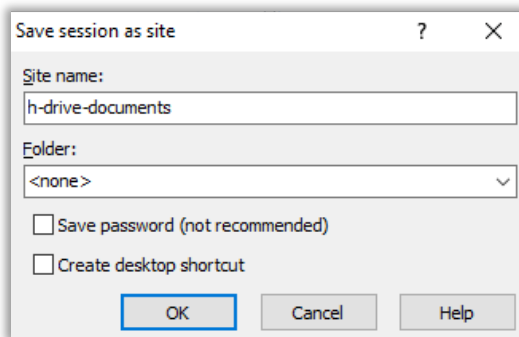 Save session as site ?
Site name:
h-drive-documents
Folder:
<none>
Save password (not recommended)
Create desktop shortcut
OK Cancel Help